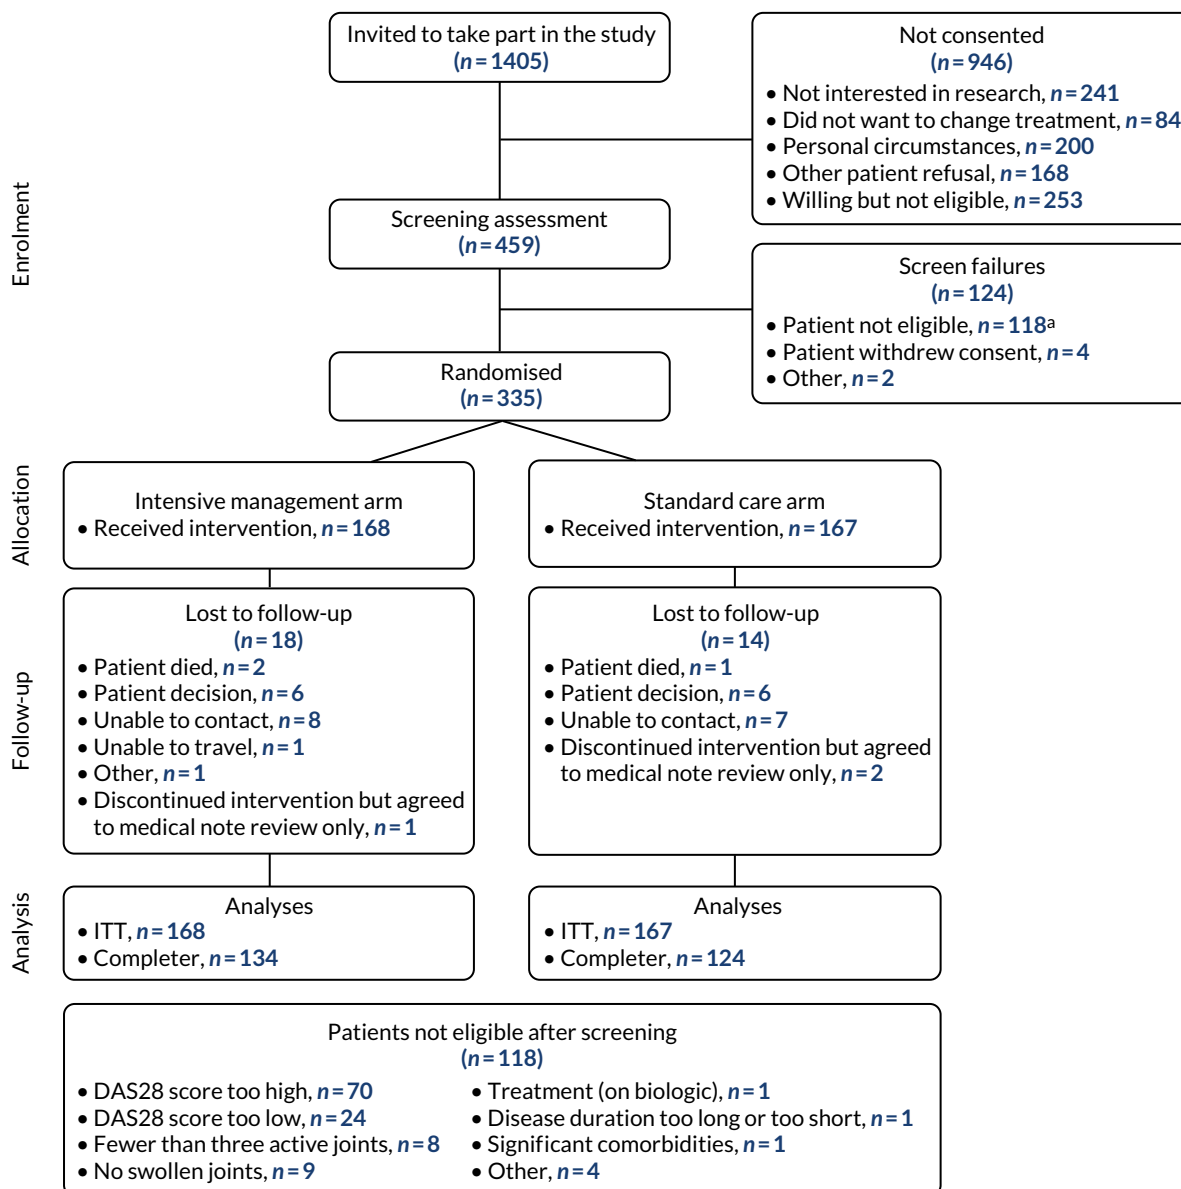 Enrolment
Invited to take part in the study
(n=1405)
Not consented
(n=946)
• Not interested in research, n=241
• Did not want to change treatment, n=84
• Personal circumstances, n=200
• Other patient refusal, n=168
• Willing but not eligible, n=253
Screening assessment
(n=459)
Screen failures
(n=124)
• Patient not eligible, n=118a
• Patient withdrew consent, n=4
• Other, n=2
Randomised
(n=335)
Allocation
Intensive management arm
• Received intervention, n=168
Standard care arm
• Received intervention, n=167
Follow-up
Lost to follow-up
(n=18)
• Patient died, n=2
• Patient decision, n=6
• Unable to contact, n=8
• Unable to travel, n=1
• Other, n=1
• Discontinued intervention but agreed
to medical note review only, n=1
Lost to follow-up
(n=14)
• Patient died, n=1
• Patient decision, n=6
• Unable to contact, n=7
• Discontinued intervention but agreed
to medical note review only, n=2
Analysis
Analyses
• ITT, n=168
• Completer, n=134
Analyses
• ITT, n=167
• Completer, n=124
Patients not eligible after screening
(n=118)
• DAS28 score too high, n=70
• DAS28 score too low, n=24
• Fewer than three active joints, n=8
• No swollen joints, n=9
• Treatment (on biologic), n=1
• Disease duration too long or too short, n=1
• Significant comorbidities, n=1
• Other, n=4